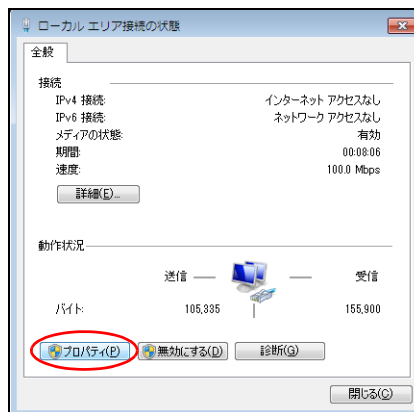 ローカル エリア接続の状態
全般
接続
IPv4 接続: インターネット アクセスなし
IPv6 接続: ネットワーク アクセスなし
メディアの状態: 有効
期間: 00:08:06
速度: 100.0 Mbps
詳細(E)...
動作状況
送信 受信
バイト: 105,335 155,900
プロパティ(P) 無効にする(D) 診断(G)
閉じる(C)